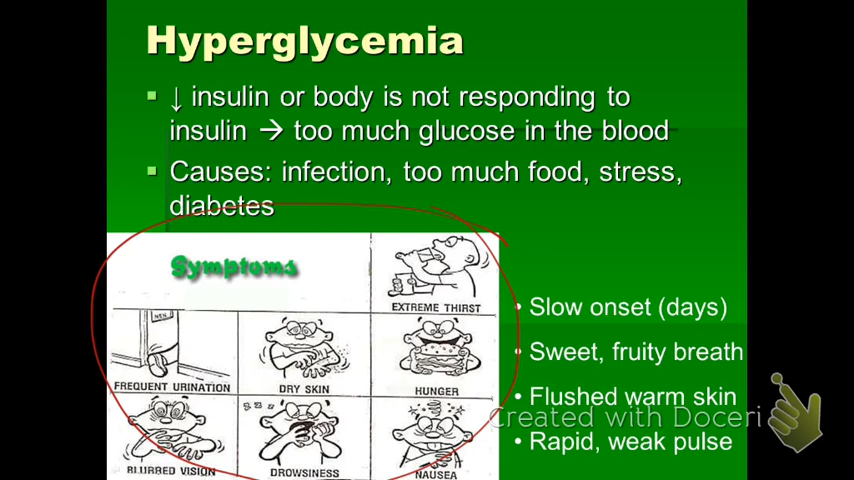 Hyperglycemia
▪ ↓ insulin or body is not responding to
insulin → too much glucose in the blood
▪ Causes: infection, too much food, stress,
diabetes
Symptoms
EXTREME THIRST
FREQUENT URINATION
DRY SKIN
HUNGER
BLURRED VISION
DROWSINESS
NAUSEA
• Slow onset (days)
• Sweet, fruity breath
• Flushed warm skin
Created with Doceri
• Rapid, weak pulse